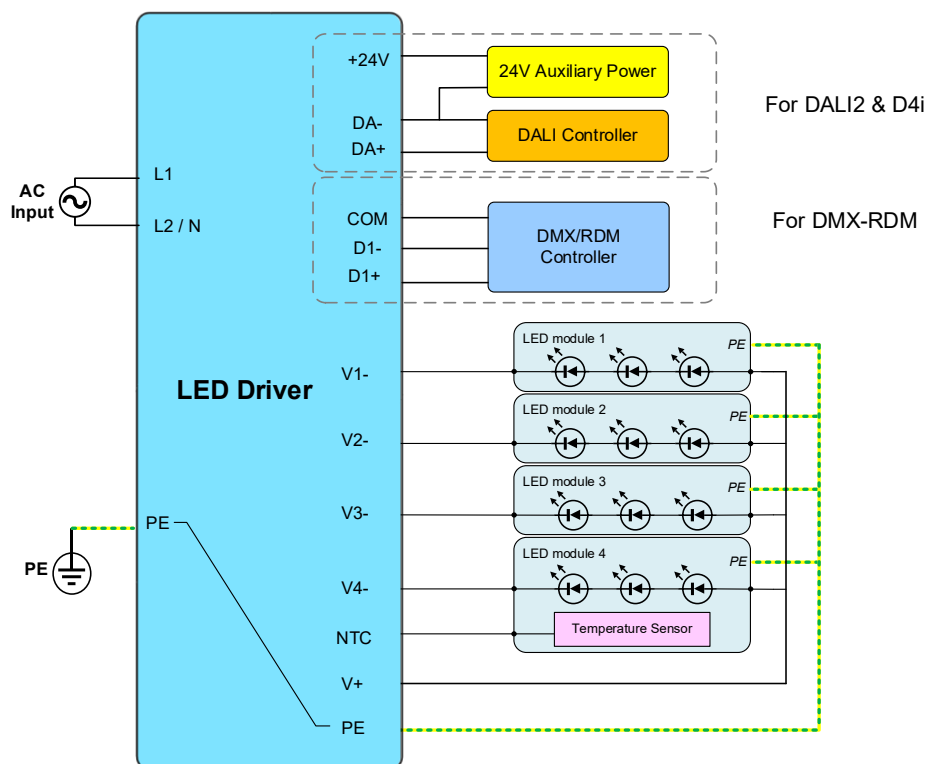 +24V
24V Auxiliary Power
For DALI2 & D4i
DA-
DALI Controller
DA+
L1
AC
Input
L2 / N
COM
For DMX-RDM
D1-
DMX/RDM
Controller
D1+
LED module 1
PE
V1-
LED Driver
LED module 2
PE
V2-
LED module 3
PE
V3-
PE
LED module 4
PE
PE
V4-
Temperature Sensor
NTC
V+
PE